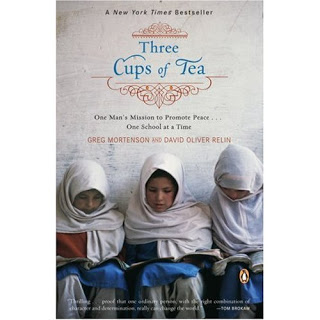 A New York Times Bestseller
Three
Cups of Tea
One Man's Mission to Promote Peace . . .
One School at a Time
GREG MORTENSON AND DAVID OLIVER RELIN
"Thrilling . . . proof that one ordinary person, with the right combination of
character and determination, really can change the world." —TOM BROKAW